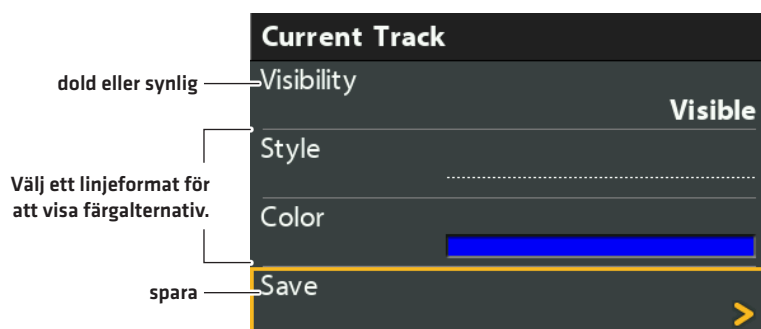 Current Track
dold eller synlig
Visibility
Visible
Style
Välj ett linjeformat för
att visa färgalternativ.
Color
spara
Save